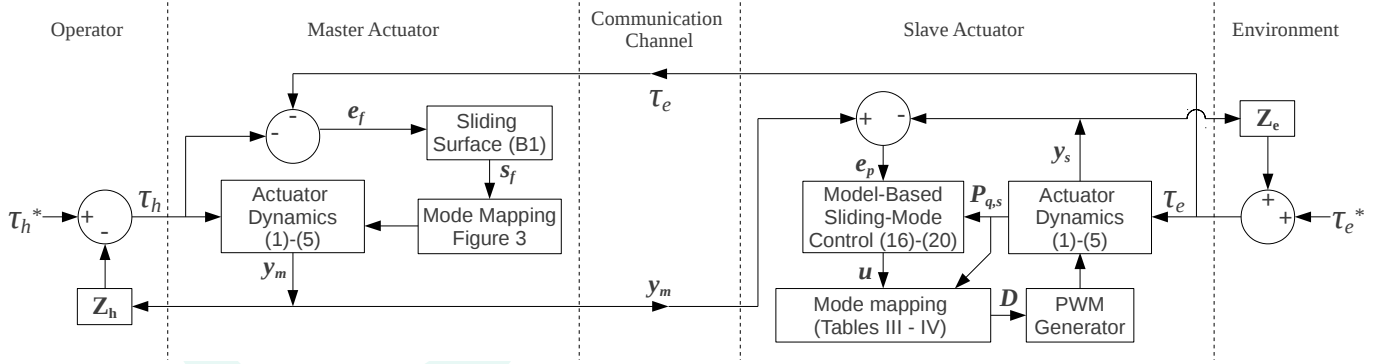 Operator
Master Actuator
Communication
Channel
Slave Actuator
Environment
τe
ef
Sliding
Surface (B1)
sf
Mode Mapping
Figure 3
- -
τh*
+
-
τh
Actuator
Dynamics
(1)-(5)
ym
Zh
ym
+ -
ep
Model-Based
Sliding-Mode
Control (16)-(20)
u
Mode mapping
(Tables III - IV)
D
PWM
Generator
Pq,s
ys
Actuator
Dynamics
(1)-(5)
τe
Ze
+
+
τe*